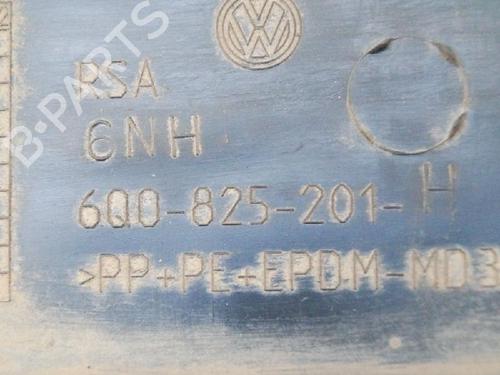 B-PARTS
RSA
6NH
6Q0-825-201-H
>PP+PE+EPDM-MD3